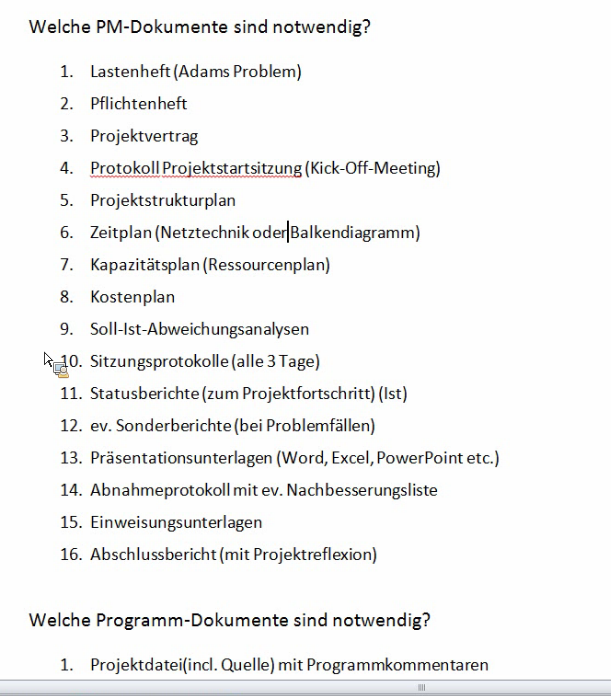 Welche PM-Dokumente sind notwendig?
1. Lastenheft (Adams Problem)
2. Pflichtenheft
3. Projektvertrag
4. Protokoll Projektstartsitzung (Kick-Off-Meeting)
5. Projektstrukturplan
6. Zeitplan (Netztechnik oder Balkendiagramm)
7. Kapazitätsplan (Ressourcenplan)
8. Kostenplan
9. Soll-Ist-Abweichungsanalysen
10. Sitzungsprotokolle (alle 3 Tage)
11. Statusberichte (zum Projektfortschritt) (Ist)
12. ev. Sonderberichte (bei Problemfällen)
13. Präsentationsunterlagen (Word, Excel, PowerPoint etc.)
14. Abnahmeprotokoll mit ev. Nachbesserungsliste
15. Einweisungsunterlagen
16. Abschlussbericht (mit Projektreflexion)
Welche Programm-Dokumente sind notwendig?
1. Projektdatei(incl. Quelle) mit Programmkommentaren